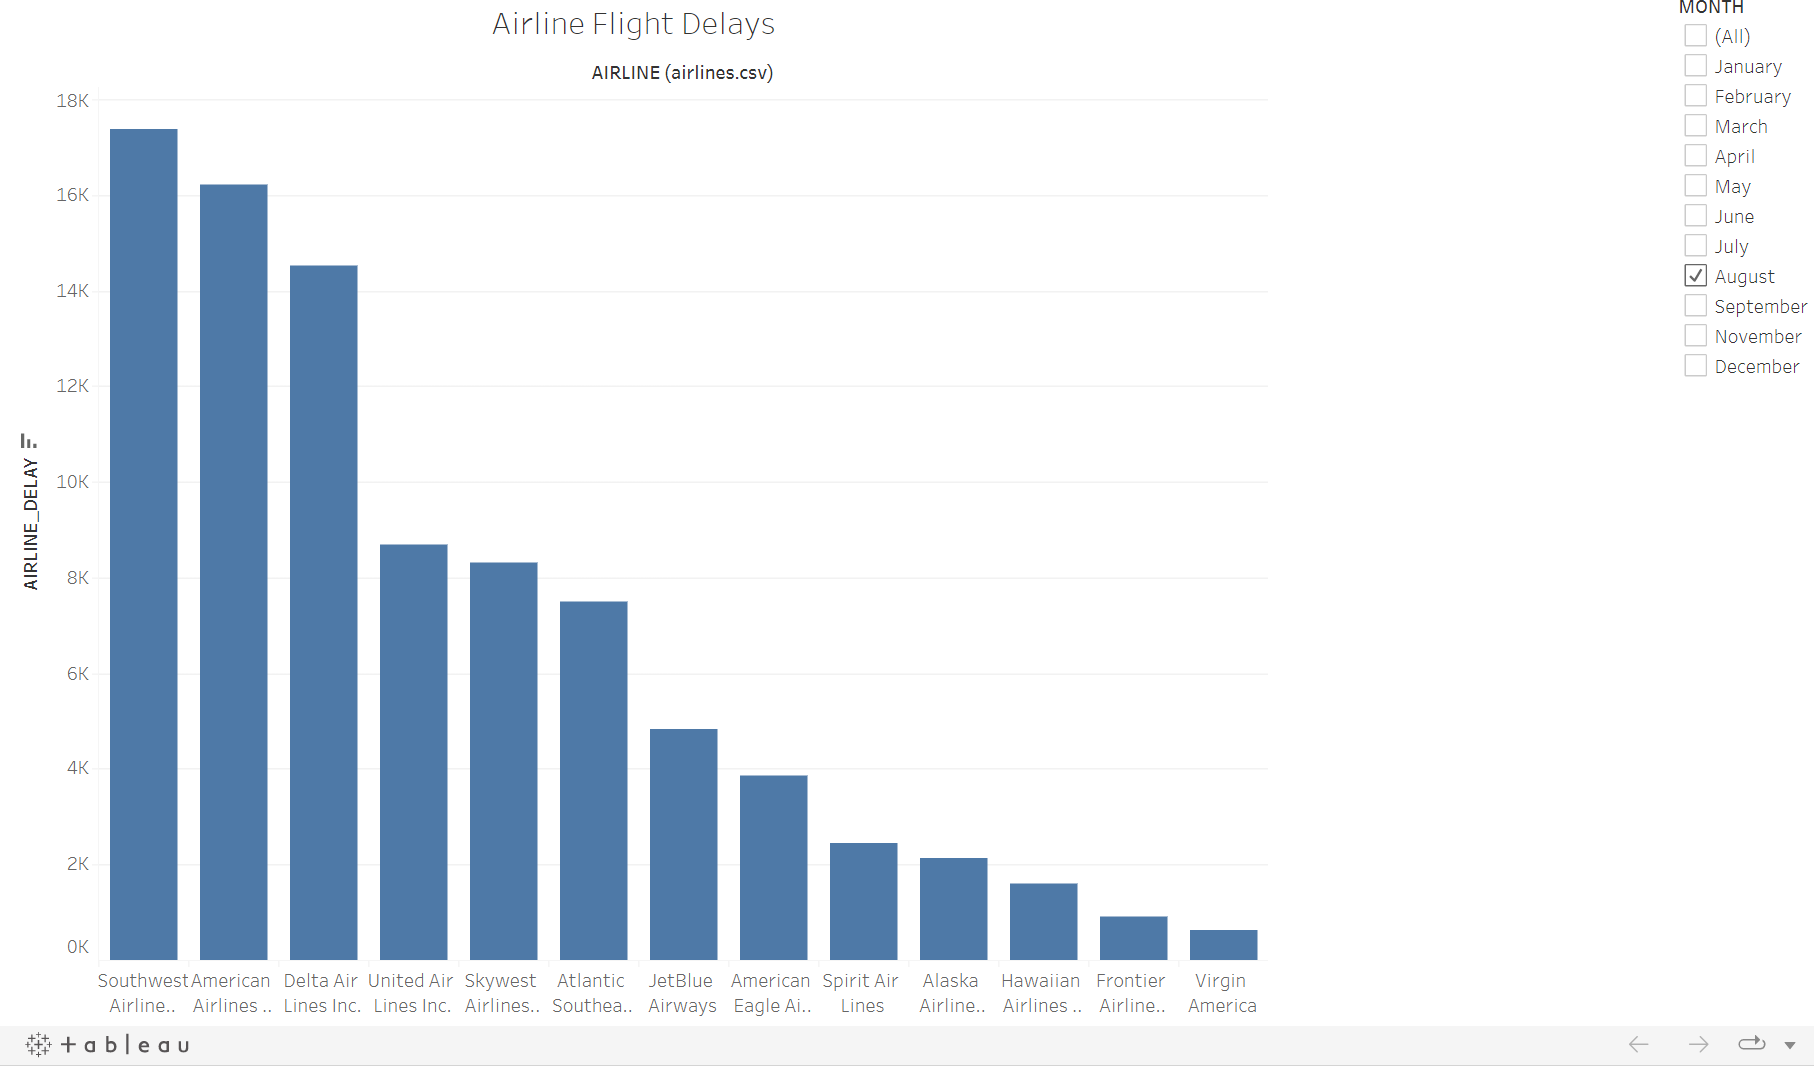 Airline Flight Delays
AIRLINE (airlines.csv)
18K
16K
14K
12K
10K
8K
6K
4K
2K
0K
AIRLINE_DELAY
Southwest Airline..
American Airlines ..
Delta Air Lines Inc.
United Air Lines Inc.
Skywest Airlines..
Atlantic Southea..
JetBlue Airways
American Eagle Ai..
Spirit Air Lines
Alaska Airline..
Hawaiian Airlines ..
Frontier Airline..
Virgin America
MONTH
(All)
January
February
March
April
May
June
July
August
September
November
December
+ a b | e a u